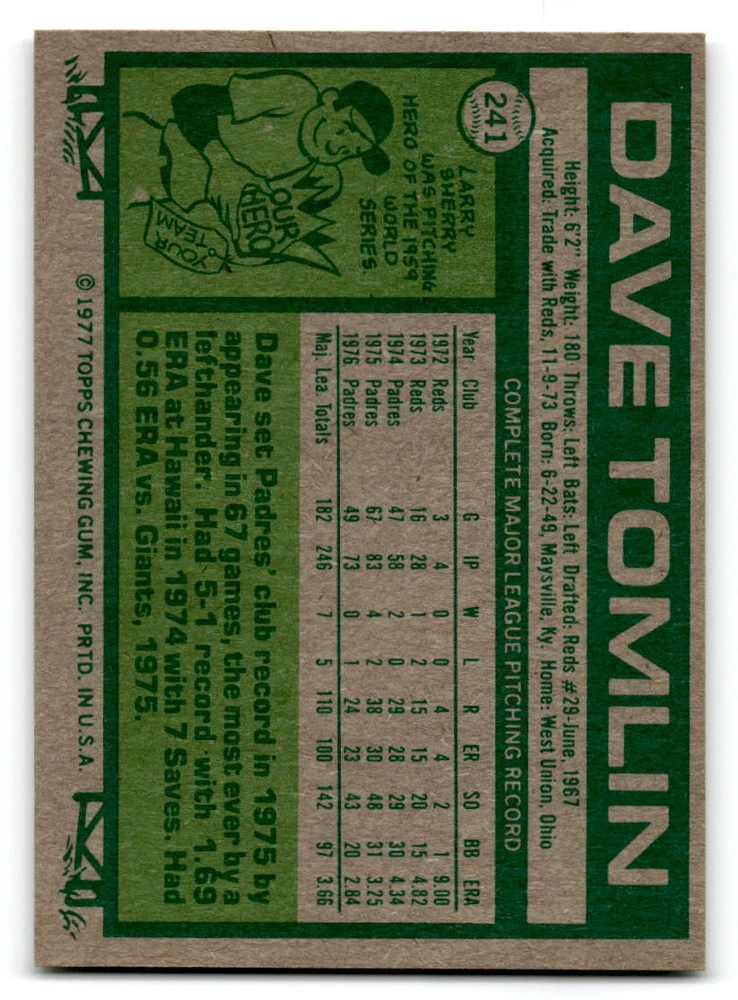 241
DAVE TOMLIN
Height: 6'2" Weight: 180 Throws: Left Bats: Left Drafted: Reds #29-June, 1967
Acquired: Trade with Reds, 11-9-73 Born: 6-22-49, Maysville, Ky. Home: West Union, Ohio
COMPLETE MAJOR LEAGUE PITCHING RECORD
Year Club G IP W L R ER SO BB ERA
1972 Reds 3 4 0 0 4 4 2 1 9.00
1973 Reds 16 28 1 2 15 15 20 15 4.82
1974 Padres 47 58 2 0 29 28 29 30 4.34
1975 Padres 67 83 4 2 38 30 48 31 3.25
1976 Padres 49 73 0 1 24 23 43 20 2.84
Maj. Lea. Totals 182 246 7 5 110 100 142 97 3.66
LARRY
SHERRY
WAS PITCHING
HERO OF THE 1959
WORLD
SERIES.
OUR
HERO
YOUR
TEAM
Dave set Padres' club record in 1975 by
appearing in 67 games, the most ever by a
lefthander. Had 5-1 record with 1.69
ERA at Hawaii in 1974 with 7 Saves. Had
0.56 ERA vs. Giants, 1975.
© 1977 TOPPS CHEWING GUM, INC. PRTD. IN U.S.A.